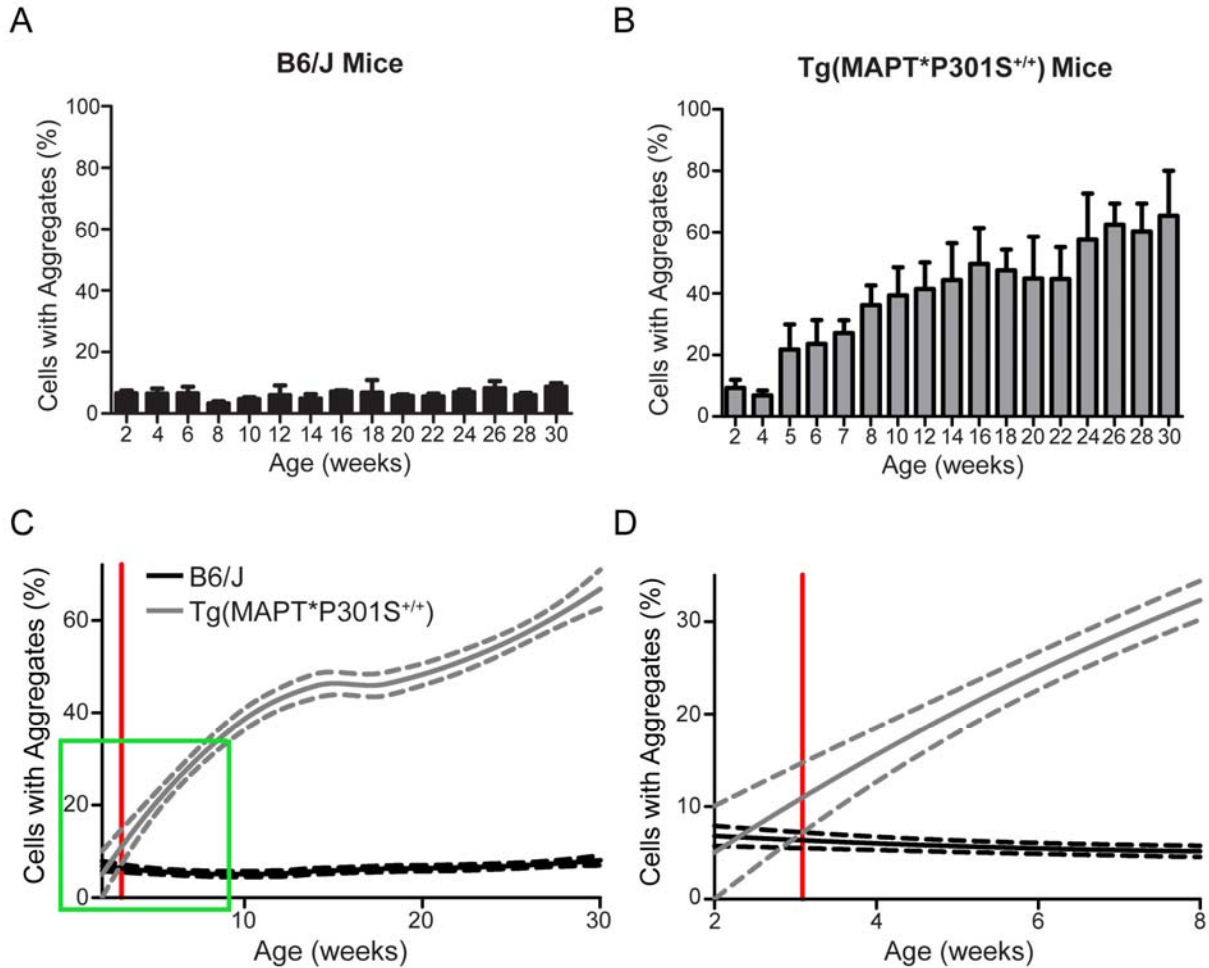 A
B6/J Mice
Cells with Aggregates (%)
100
80
60
40
20
0
2 4 6 8 10 12 14 16 18 20 22 24 26 28 30
Age (weeks)
B
Tg(MAPT*P301S+/+) Mice
Cells with Aggregates (%)
100
80
60
40
20
0
2 4 5 6 7 8 10 12 14 16 18 20 22 24 26 28 30
Age (weeks)
C
B6/J
Tg(MAPT*P301S+/+)
Cells with Aggregates (%)
60
40
20
0
10 20 30
Age (weeks)
D
Cells with Aggregates (%)
30
20
10
0
2 4 6 8
Age (weeks)